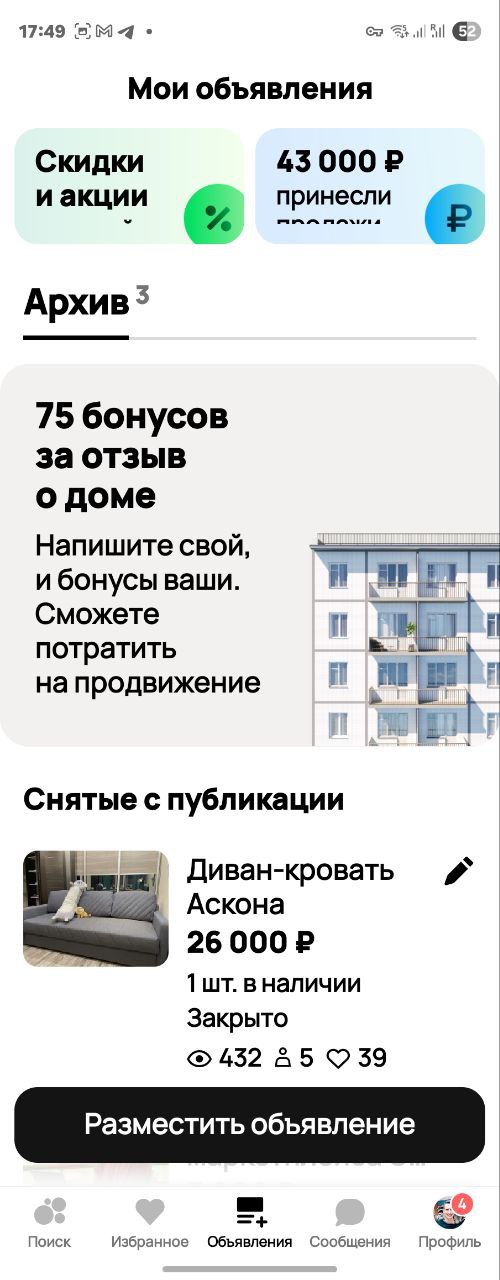 17:49
52
Мои объявления
Скидки
и акции
43 000 ₽
принесли
продажи
%
₽
Архив 3
75 бонусов
за отзыв
о доме
Напишите свой,
и бонусы ваши.
Сможете
потратить
на продвижение
Снятые с публикации
Диван-кровать
Аскона
26 000 ₽
1 шт. в наличии
Закрыто
432 5 39
Разместить объявление
4
Поиск Избранное Объявления Сообщения Профиль